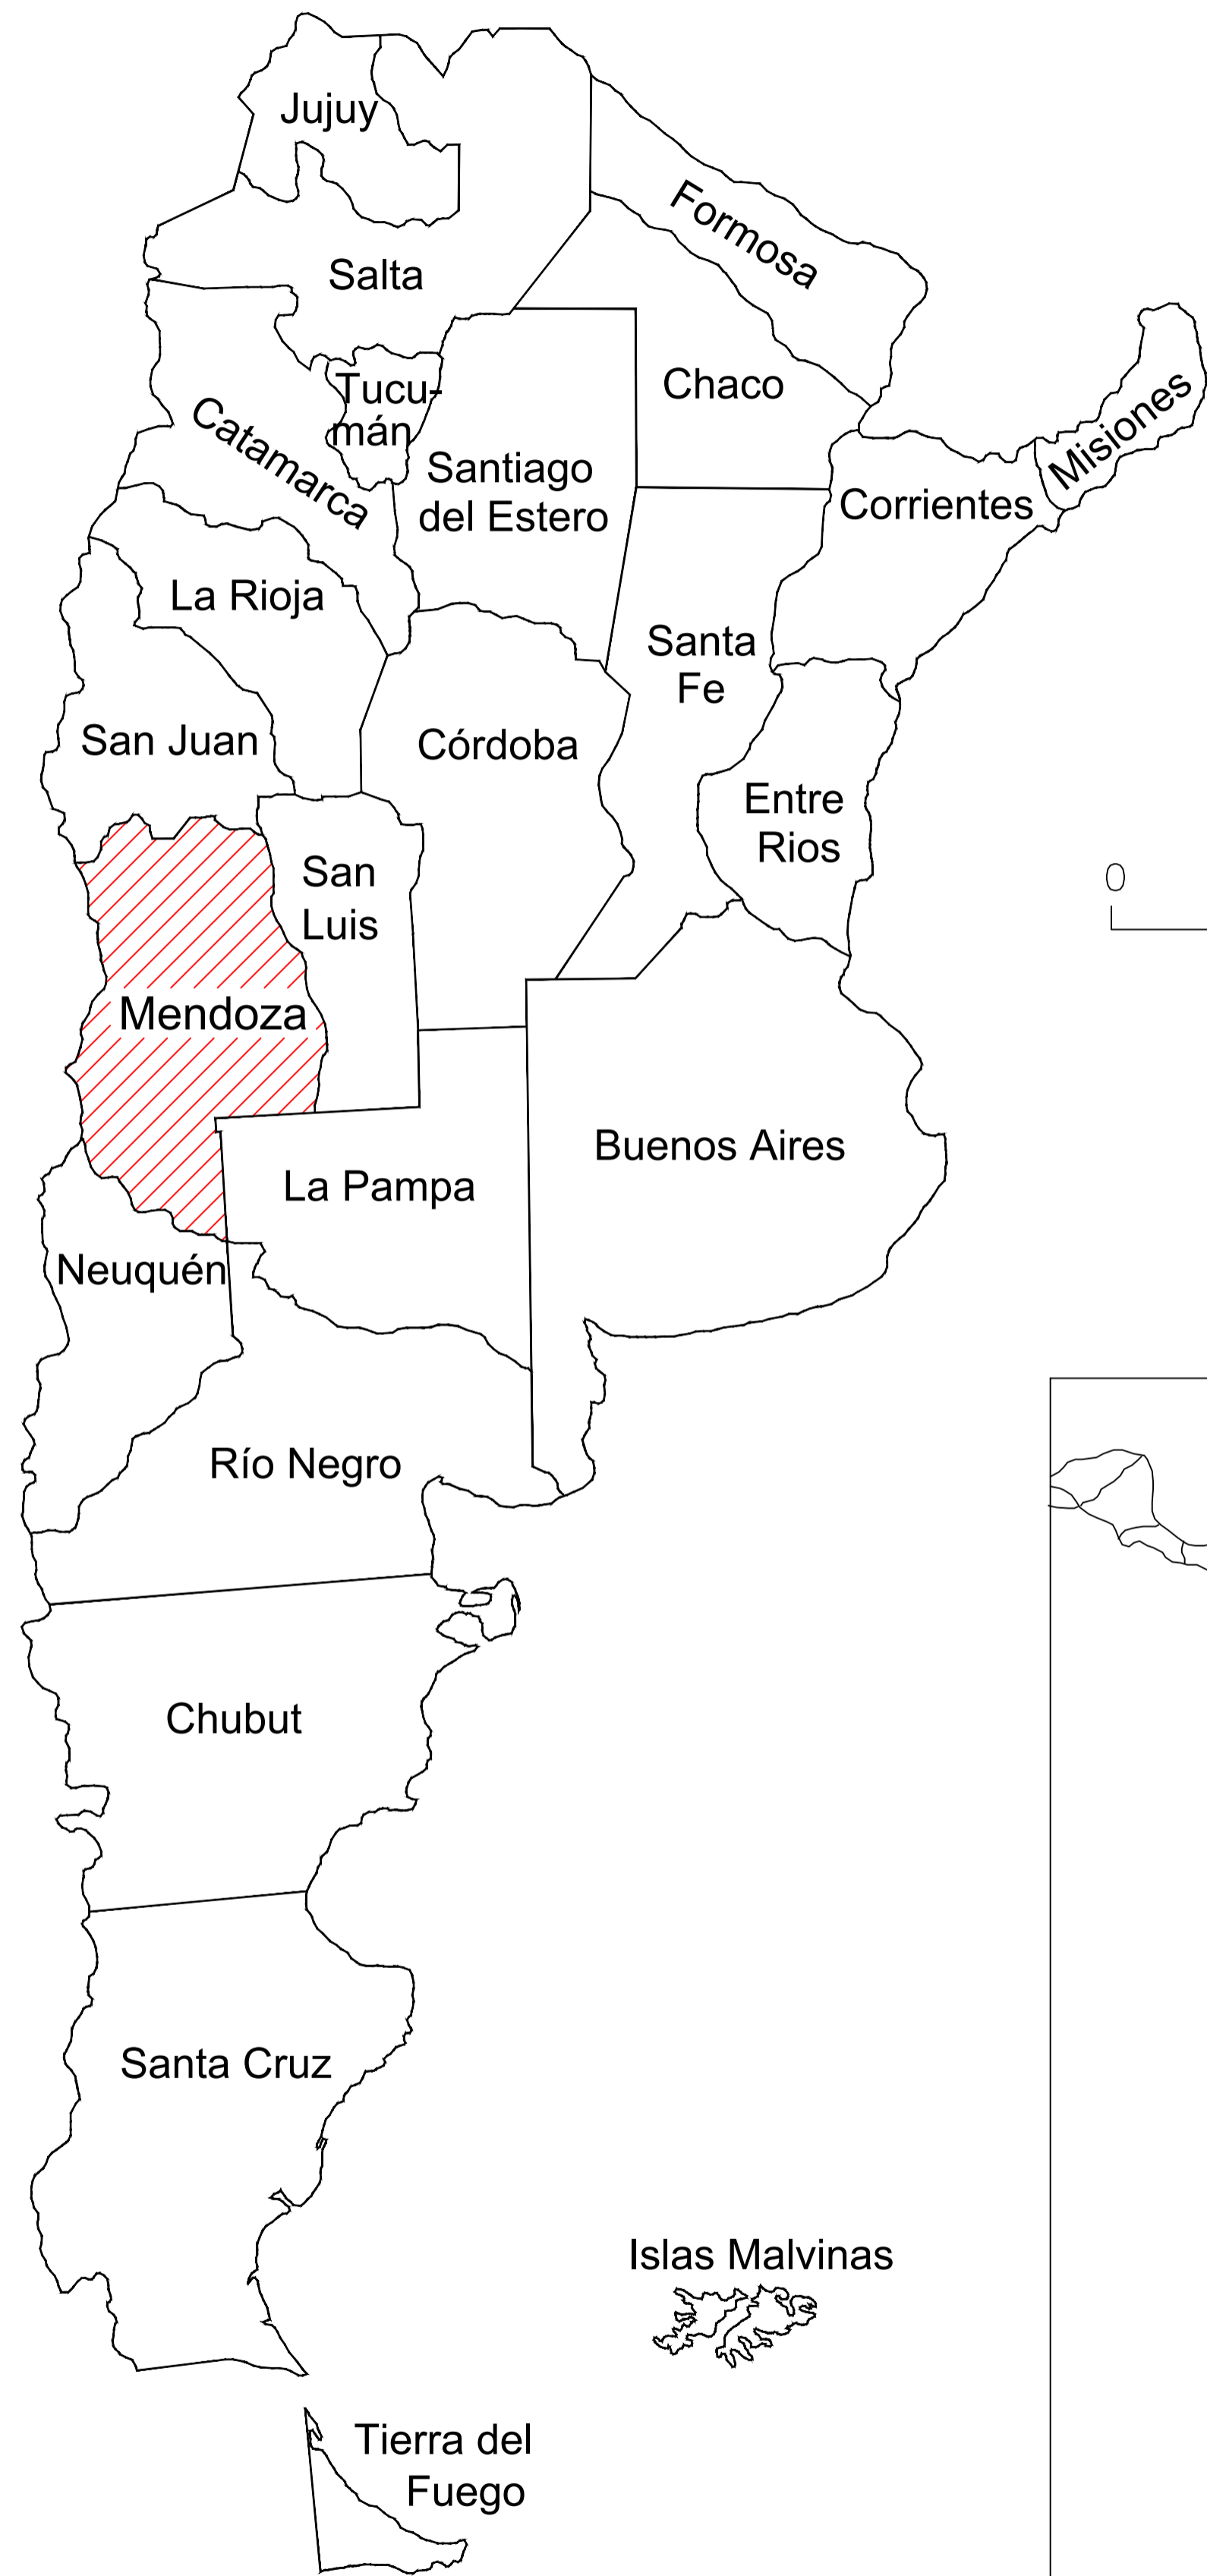 Jujuy
Formosa
Salta
Chaco
Tucu-
mán
Misiones
Catamarca
Santiago
del Estero
Corrientes
La Rioja
Santa
Fe
San Juan
Córdoba
Entre
Rios
San
Luis
0
Mendoza
Buenos Aires
La Pampa
Neuquén
Río Negro
Chubut
Santa Cruz
Islas Malvinas
Tierra del
Fuego